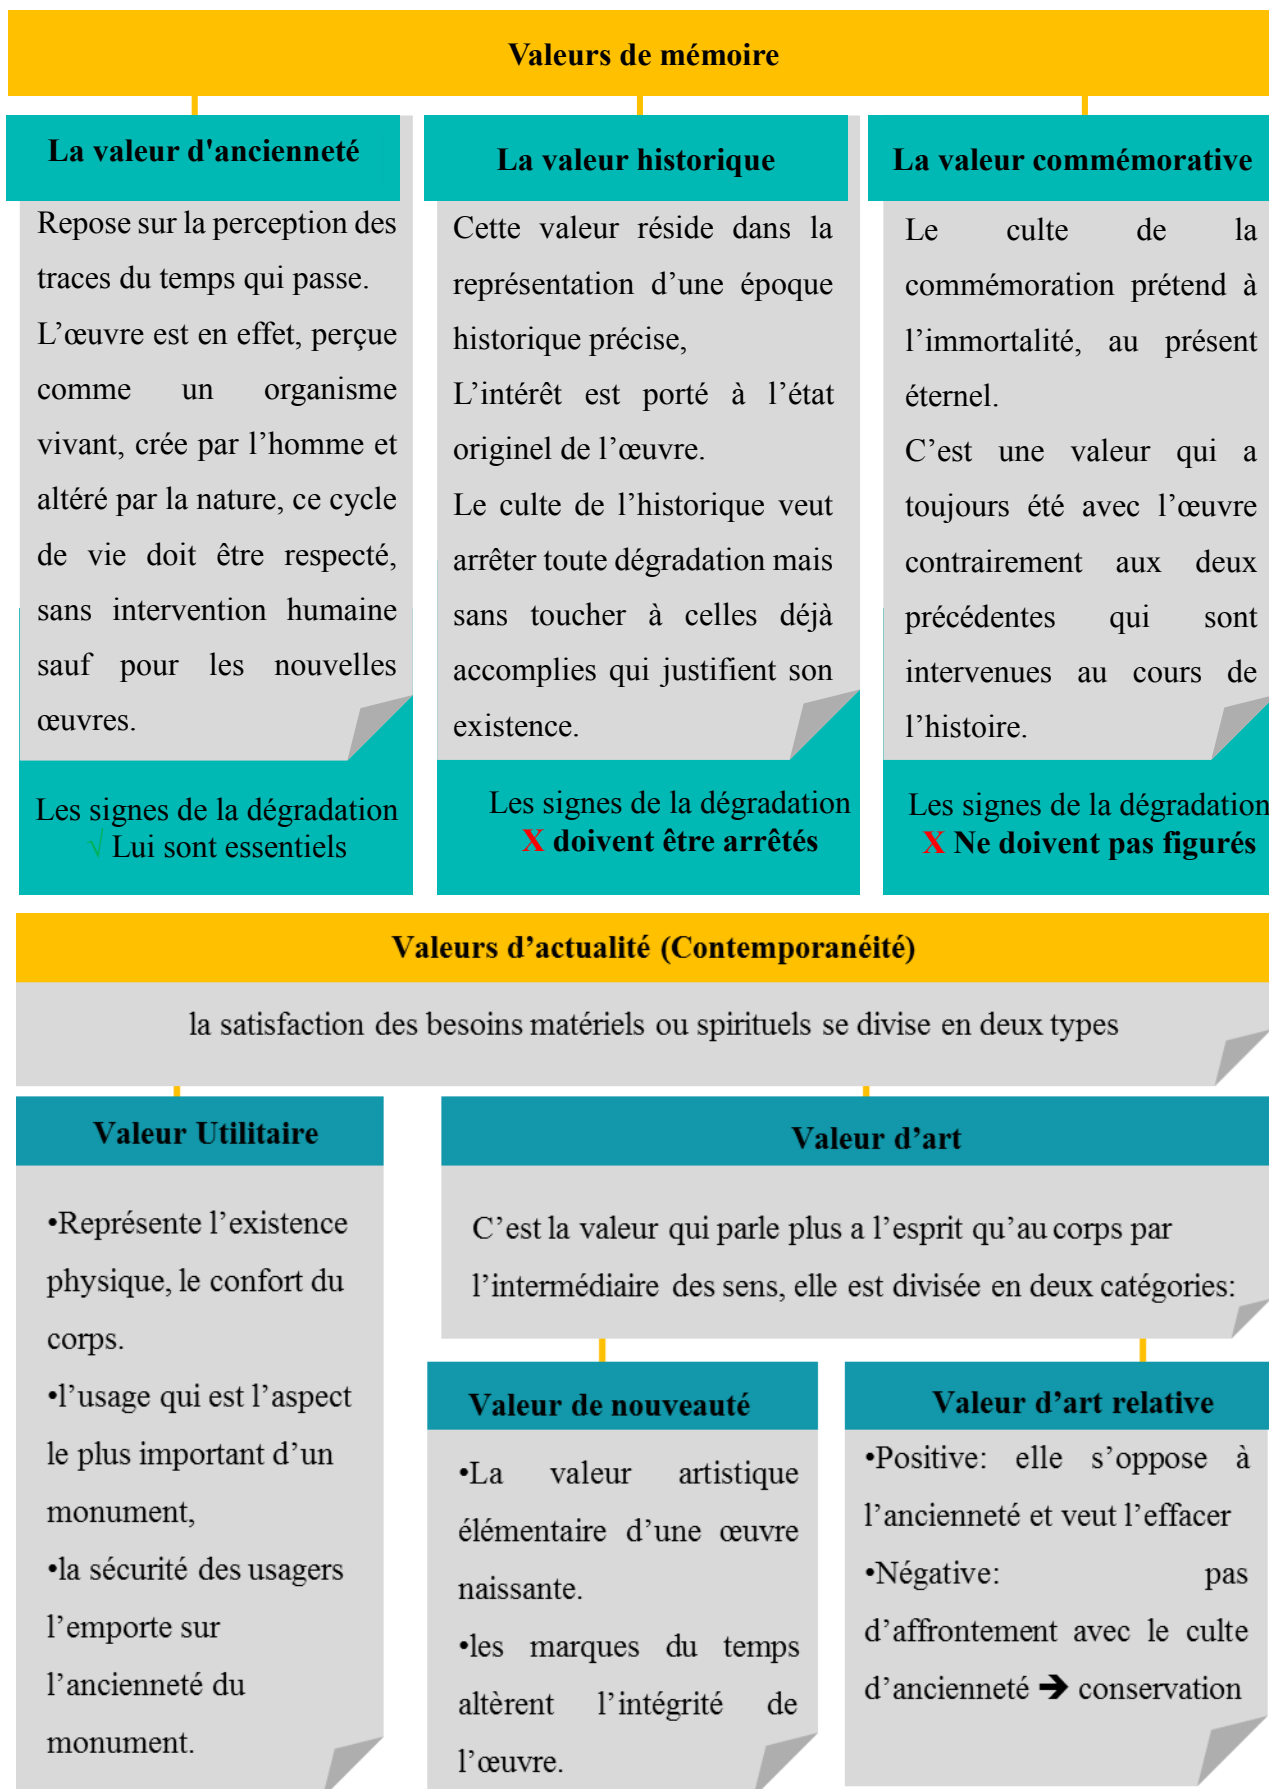 Valeurs de mémoire
La valeur d'ancienneté
Repose sur la perception des
traces du temps qui passe.
L’œuvre est en effet, perçue
comme un organisme
vivant, crée par l’homme et
altéré par la nature, ce cycle
de vie doit être respecté,
sans intervention humaine
sauf pour les nouvelles
œuvres.
Les signes de la dégradation
√ Lui sont essentiels
La valeur historique
Cette valeur réside dans la
représentation d’une époque
historique précise,
L’intérêt est porté à l’état
originel de l’œuvre.
Le culte de l’historique veut
arrêter toute dégradation mais
sans toucher à celles déjà
accomplies qui justifient son
existence.
Les signes de la dégradation
X doivent être arrêtés
La valeur commémorative
Le culte de la
commémoration prétend à
l’immortalité, au présent
éternel.
C’est une valeur qui a
toujours été avec l’œuvre
contrairement aux deux
précédentes qui sont
intervenues au cours de
l’histoire.
Les signes de la dégradation
X Ne doivent pas figurés
Valeurs d’actualité (Contemporanéité)
la satisfaction des besoins matériels ou spirituels se divise en deux types
Valeur Utilitaire
•Représente l’existence
physique, le confort du
corps.
•l’usage qui est l’aspect
le plus important d’un
monument,
•la sécurité des usagers
l’emporte sur
l’ancienneté du
monument.
Valeur d’art
C’est la valeur qui parle plus a l’esprit qu’au corps par
l’intermédiaire des sens, elle est divisée en deux catégories:
Valeur de nouveauté
•La valeur artistique
élémentaire d’une œuvre
naissante.
•les marques du temps
altèrent l’intégrité de
l’œuvre.
Valeur d’art relative
•Positive: elle s’oppose à
l’ancienneté et veut l’effacer
•Négative: pas
d’affrontement avec le culte
d’ancienneté ➔ conservation